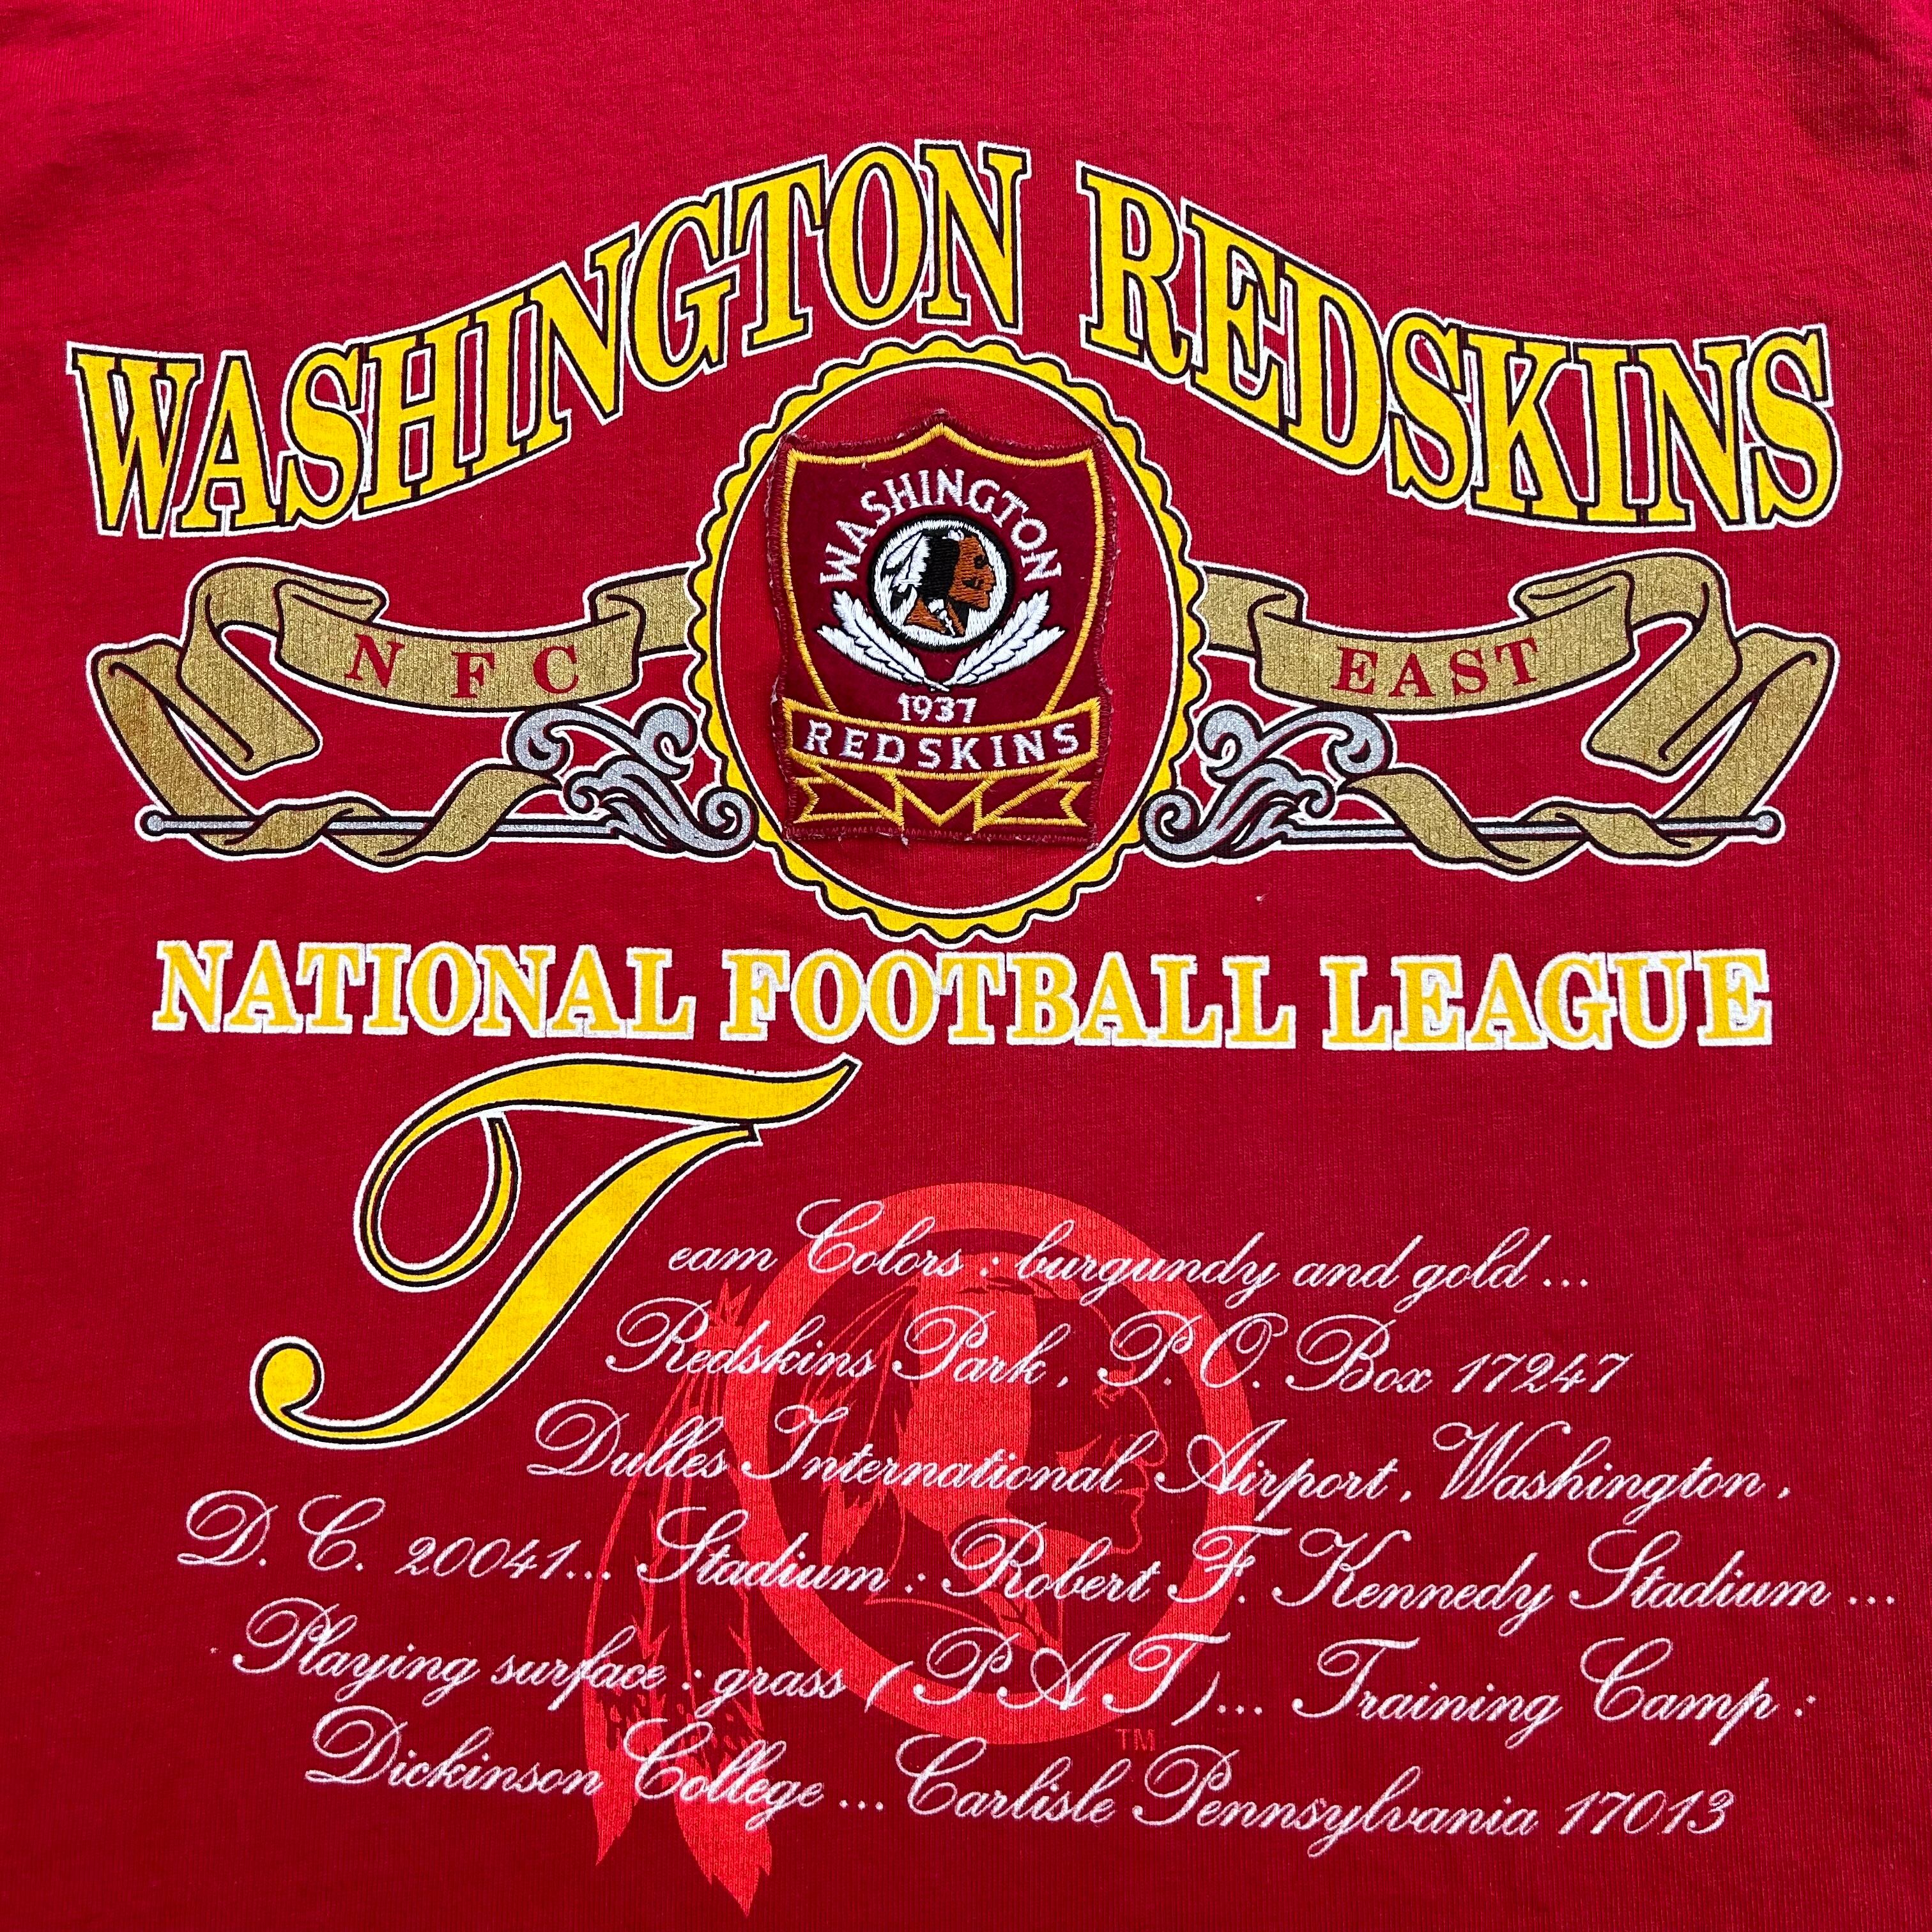 WASHINGTON REDSKINS
WASHINGTON
1937
REDSKINS
NFC
EAST
NATIONAL FOOTBALL LEAGUE
Team Colors : burgundy and gold ...
Redskins Park, P.O. Box 17247
Dulles International Airport, Washington,
D.C. 20041... Stadium : Robert F. Kennedy Stadium ...
Playing surface : grass (PAT)... Training Camp :
Dickinson College ... Carlisle Pennsylvania 17013
TM